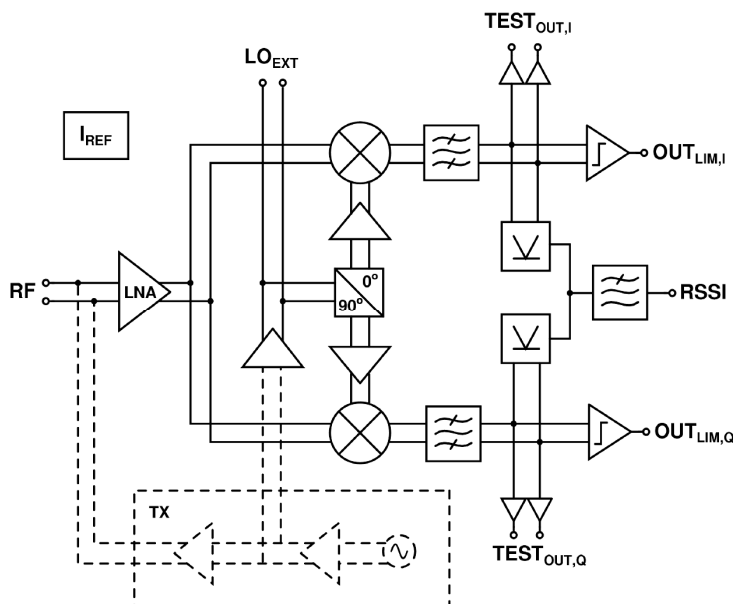 TEST_OUT,I
LO_EXT
I_REF
OUT_LIM,I
RF
LNA
0°
90°
RSSI
OUT_LIM,Q
TX
TEST_OUT,Q